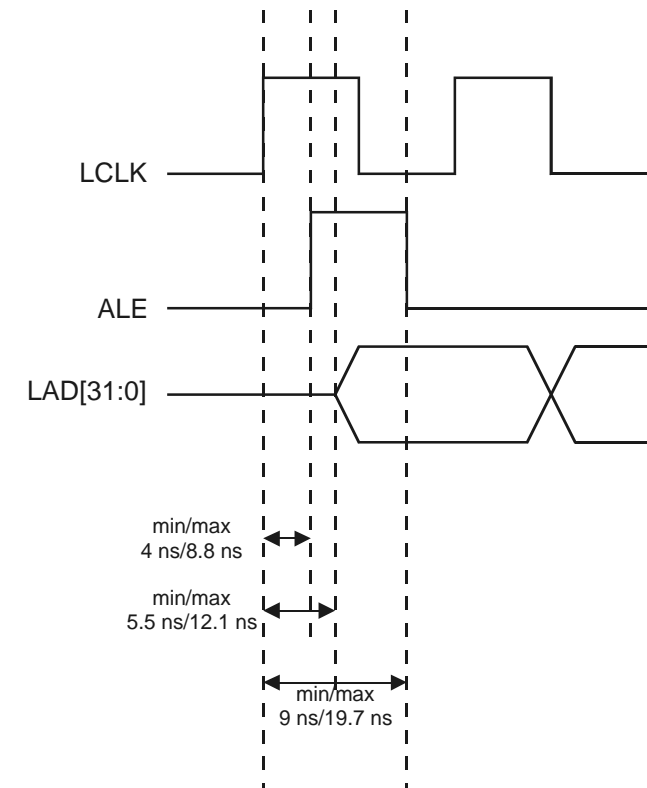 LCLK
ALE
LAD[31:0]
min/max
4 ns/8.8 ns
min/max
5.5 ns/12.1 ns
min/max
9 ns/19.7 ns